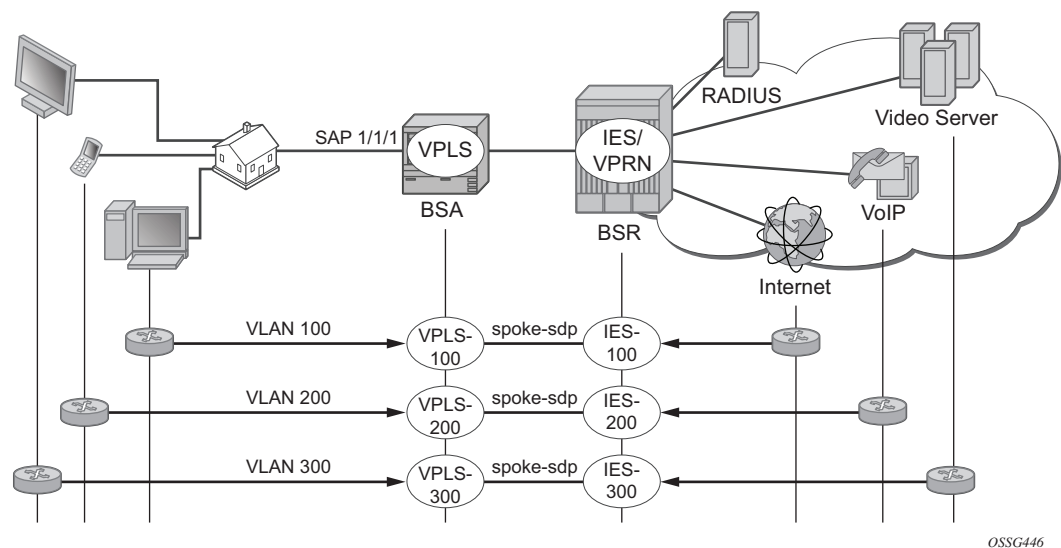 RADIUS
Video Server
SAP 1/1/1
VPLS
IES/
VPRN
BSA
BSR
VoIP
Internet
VLAN 100
VPLS-
100
spoke-sdp
IES-
100
VLAN 200
VPLS-
200
spoke-sdp
IES-
200
VLAN 300
VPLS-
300
spoke-sdp
IES-
300
OSSG446